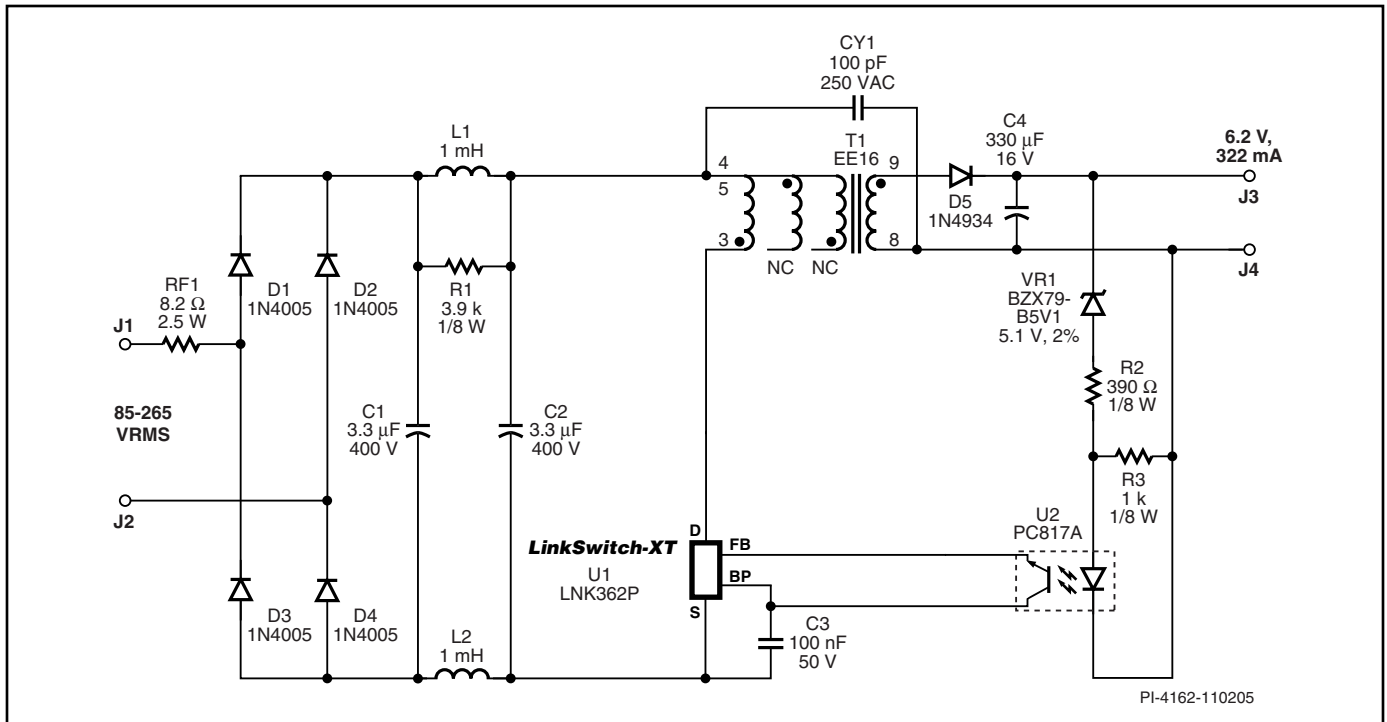 CY1
100 pF
250 VAC
L1
1 mH
T1
EE16
C4
330 μF
16 V
6.2 V,
322 mA
4
5
3
9
8
D5
1N4934
J3
J4
NC
NC
RF1
8.2 Ω
2.5 W
D1
1N4005
D2
1N4005
R1
3.9 k
1/8 W
VR1
BZX79-
B5V1
5.1 V, 2%
J1
R2
390 Ω
1/8 W
85-265
VRMS
C1
3.3 μF
400 V
C2
3.3 μF
400 V
R3
1 k
1/8 W
J2
U2
PC817A
LinkSwitch-XT
U1
LNK362P
D
FB
BP
S
D3
1N4005
D4
1N4005
L2
1 mH
C3
100 nF
50 V
PI-4162-110205